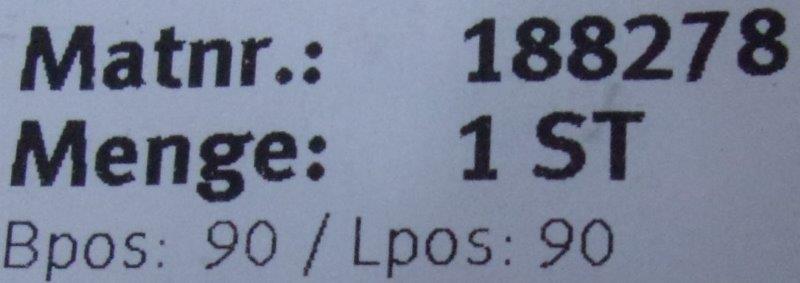 Matnr.: 188278
Menge: 1 ST
Bpos: 90 / Lpos: 90